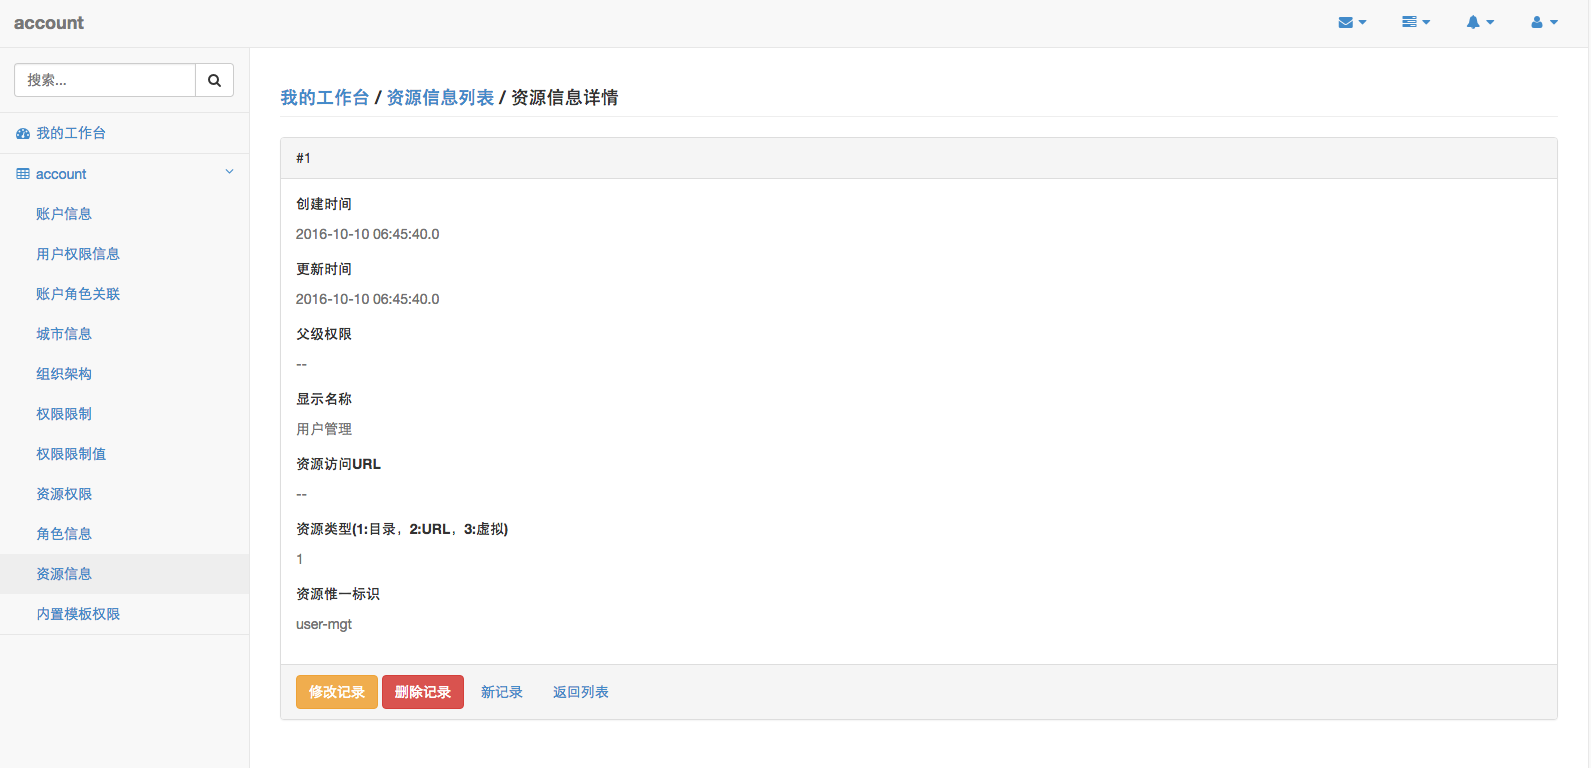 account
搜索...
我的工作台
account
账户信息
用户权限信息
账户角色关联
城市信息
组织架构
权限限制
权限限制值
资源权限
角色信息
资源信息
内置模板权限
我的工作台 / 资源信息列表 / 资源信息详情
#1
创建时间
2016-10-10 06:45:40.0
更新时间
2016-10-10 06:45:40.0
父级权限
--
显示名称
用户管理
资源访问URL
--
资源类型(1:目录，2:URL，3:虚拟)
1
资源惟一标识
user-mgt
修改记录 删除记录 新记录 返回列表